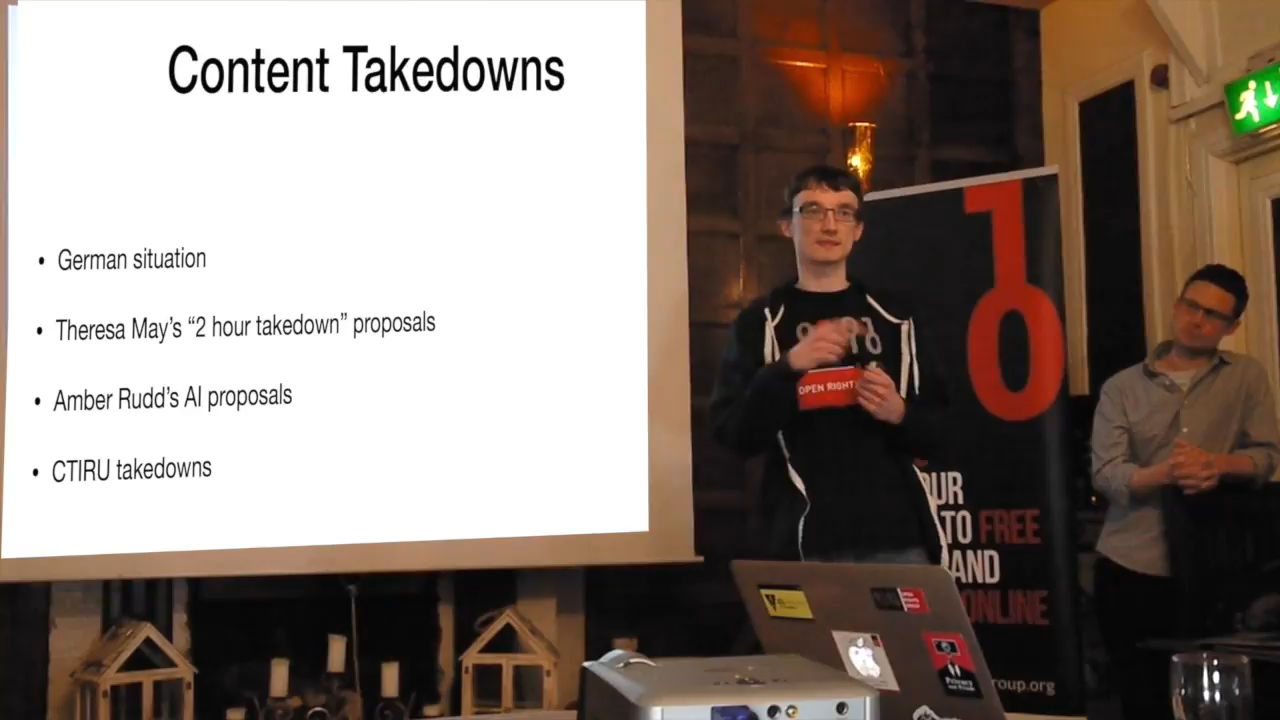 Content Takedowns
• German situation
• Theresa May's “2 hour takedown” proposals
• Amber Rudd's AI proposals
• CTIRU takedowns
OPEN RIGHT
UR
TO FREE
AND
ONLINE
roup.org
Privacy